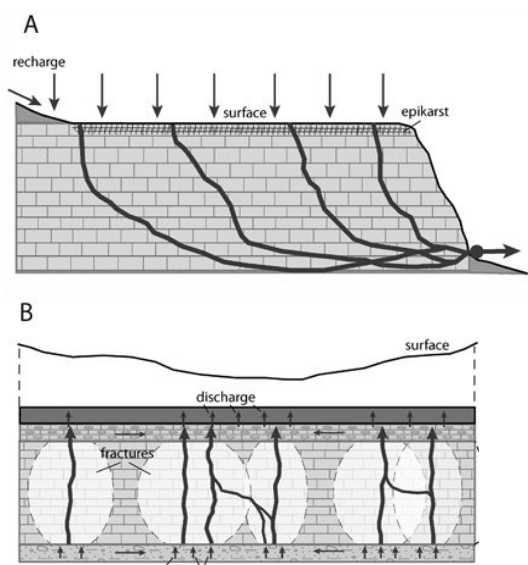 A
recharge
surface
epikarst
B
surface
discharge
fractures